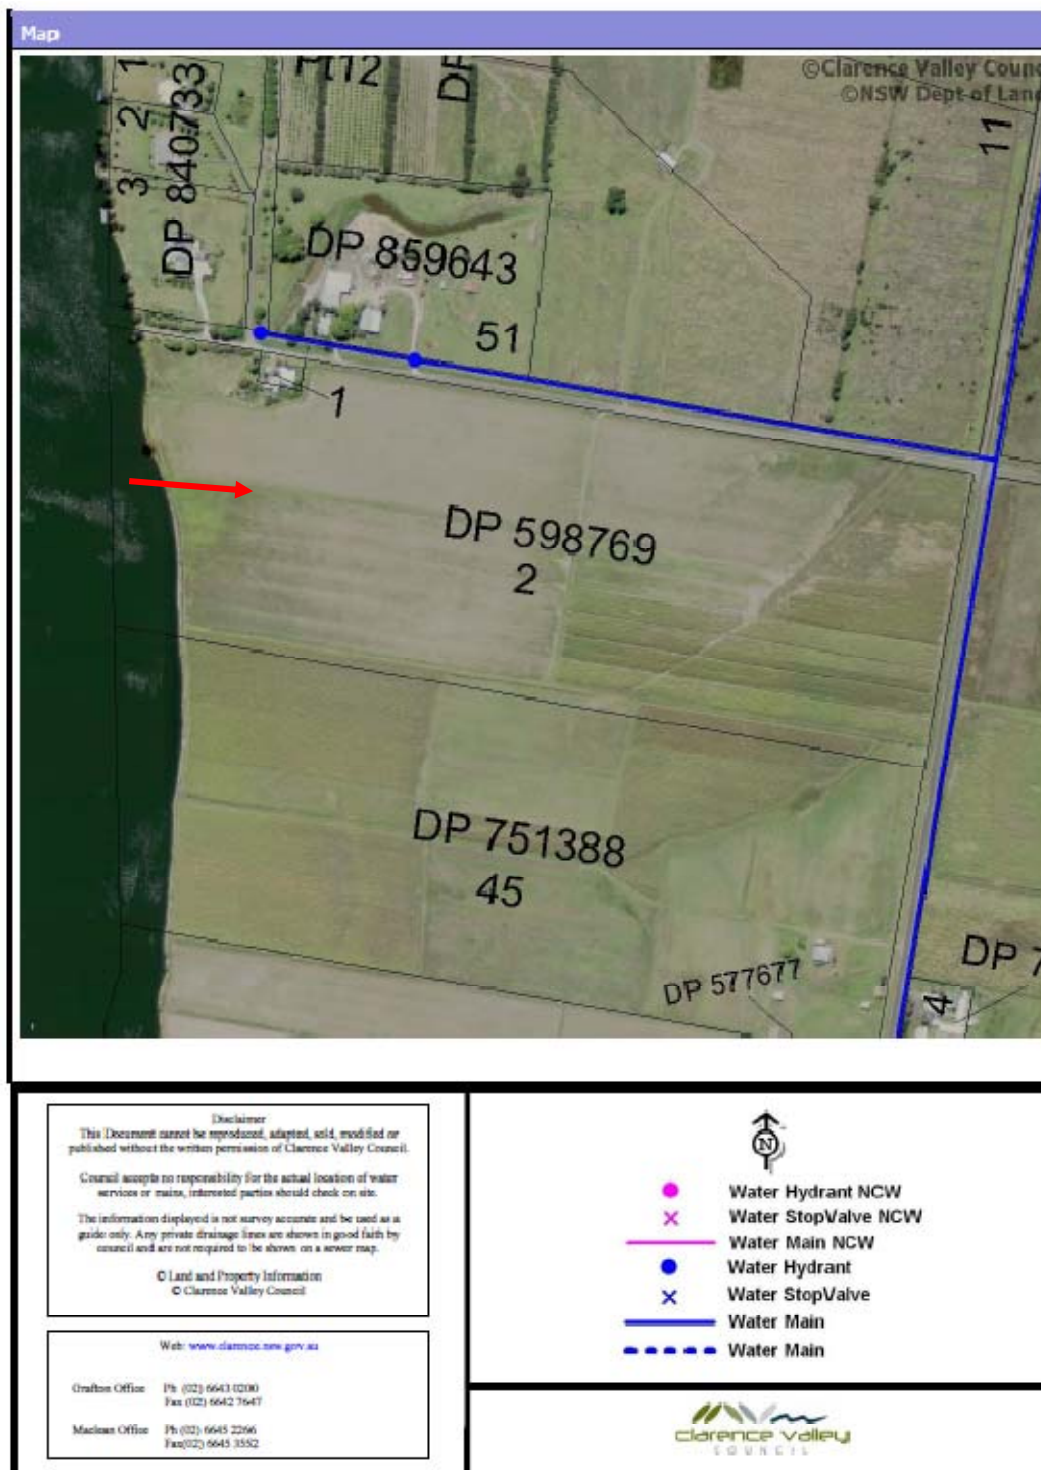 Map
©Clarence Valley Counc
©NSW Dept of Land
1
2
3
DP 840733
1112
DP
11
DP 859643
51
1
DP 598769
2
DP 751388
45
DP 577677
DP 7
4
Disclaimer
This Document cannot be reproduced, adapted, sold, modified or
published without the written permission of Clarence Valley Council.
Council accepts no responsibility for the actual location of water
services or mains, interested parties should check on site.
The information displayed is not survey accurate and be used as a
guide only. Any private drainage lines are shown in good faith by
council and are not required to be shown on a sewer map.
© Land and Property Information
© Clarence Valley Council
Web: www.clarence.nsw.gov.au
Grafton Office Ph (02) 6643 0200
Fax (02) 6642 7647
Maclean Office Ph (02) 6645 2266
Fax(02) 6645 3552
N
Water Hydrant NCW
Water StopValve NCW
Water Main NCW
Water Hydrant
Water StopValve
Water Main
Water Main
clarence valley
COUNCIL